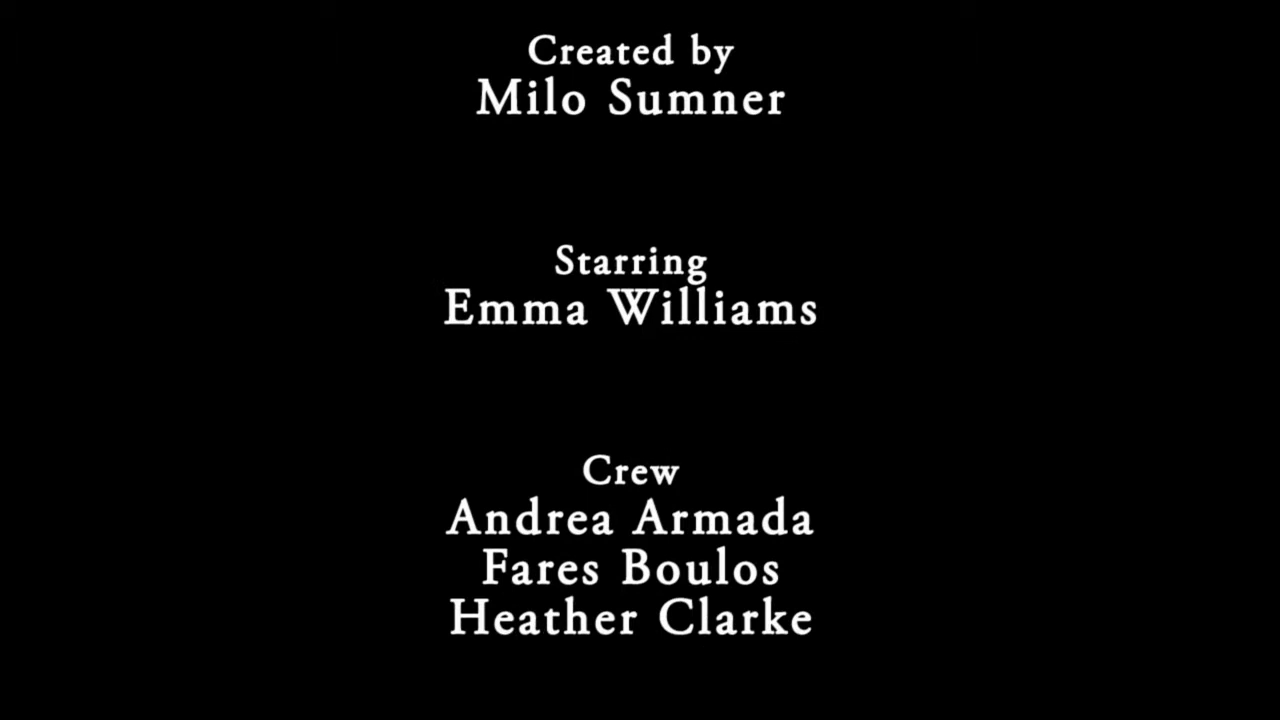 Created by
Milo Sumner
Starring
Emma Williams
Crew
Andrea Armada
Fares Boulos
Heather Clarke